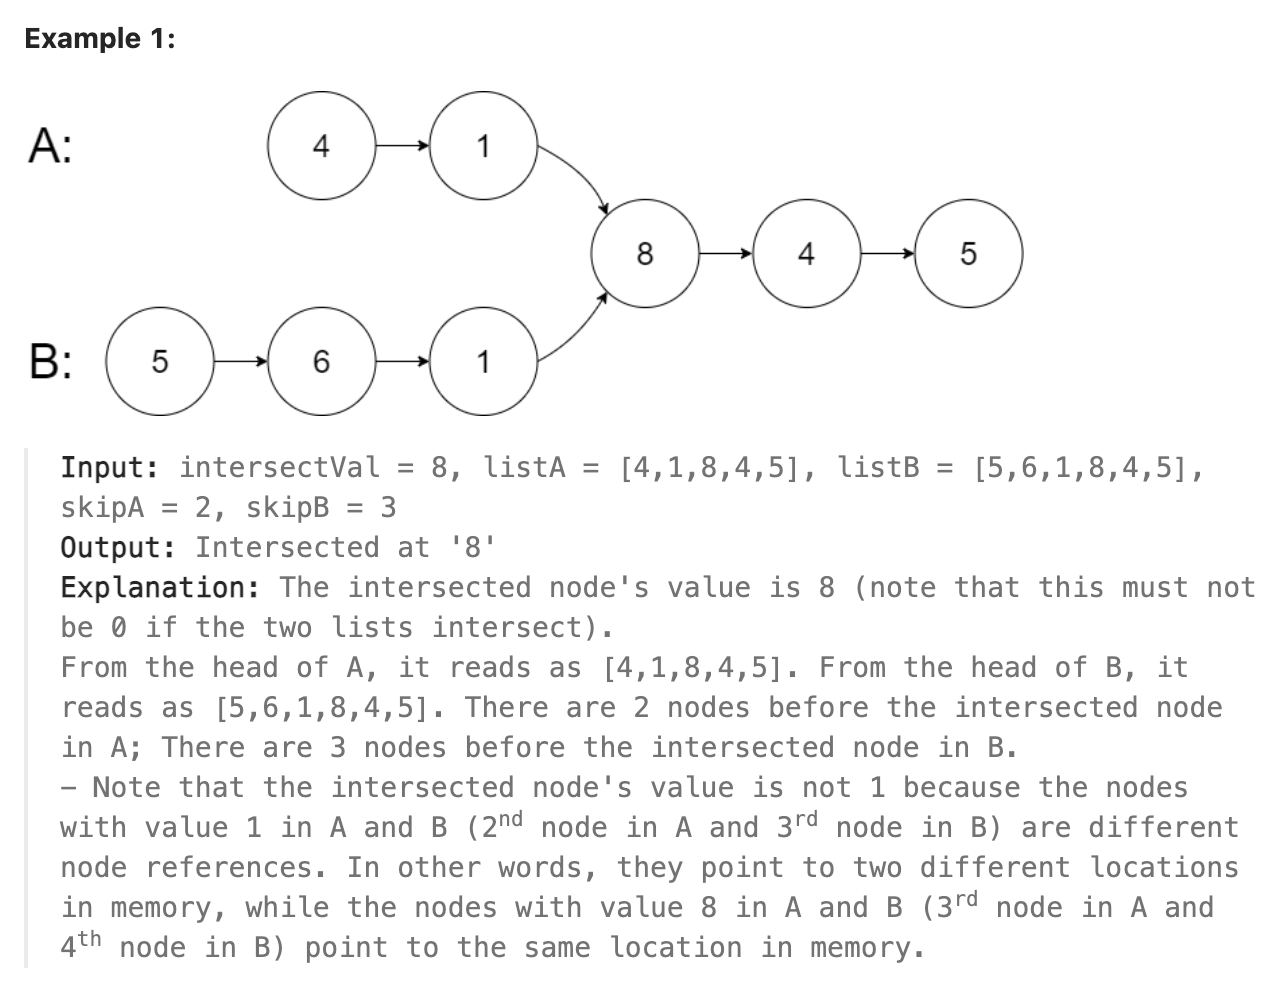 Example 1:
A:
4
1
8
4
5
B:
5
6
1
Input: intersectVal = 8, listA = [4,1,8,4,5], listB = [5,6,1,8,4,5],
skipA = 2, skipB = 3
Output: Intersected at '8'
Explanation: The intersected node's value is 8 (note that this must not
be 0 if the two lists intersect).
From the head of A, it reads as [4,1,8,4,5]. From the head of B, it
reads as [5,6,1,8,4,5]. There are 2 nodes before the intersected node
in A; There are 3 nodes before the intersected node in B.
– Note that the intersected node's value is not 1 because the nodes
with value 1 in A and B (2nd node in A and 3rd node in B) are different
node references. In other words, they point to two different locations
in memory, while the nodes with value 8 in A and B (3rd node in A and
4th node in B) point to the same location in memory.